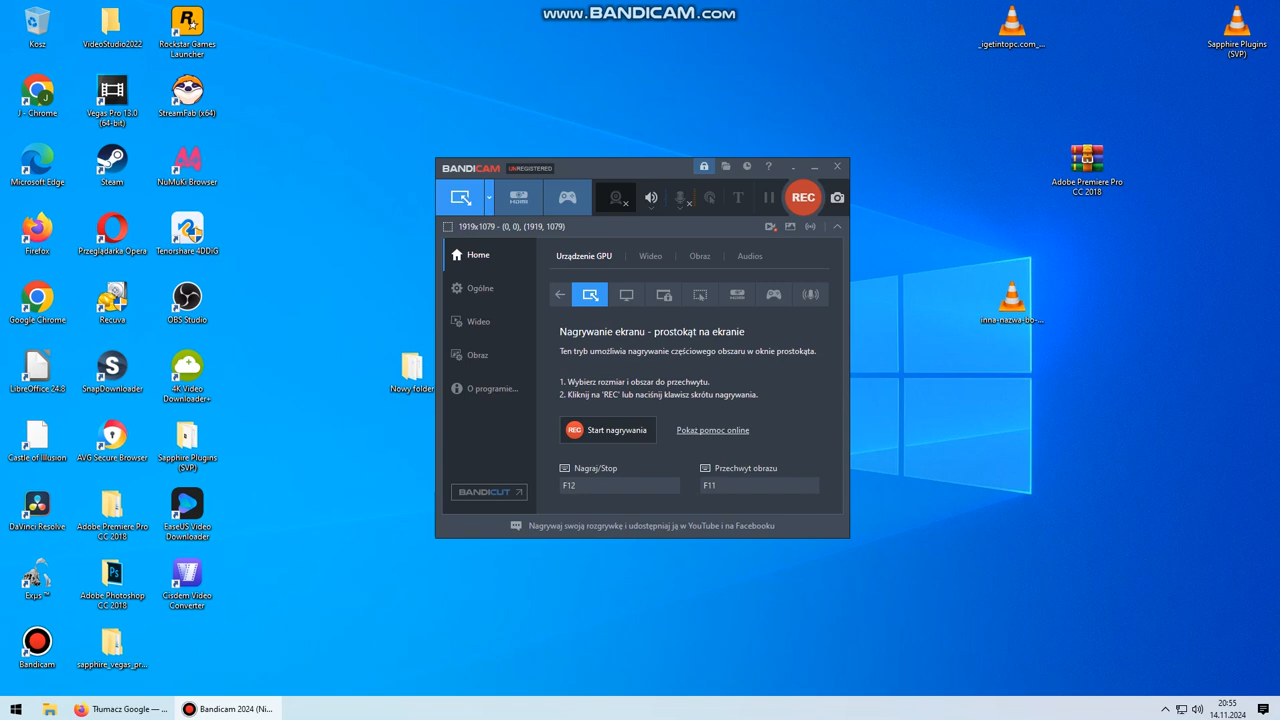 www.BANDICAM.com
Kosz
VideoStudio2022
Rockstar Games
Launcher
_igetintopc.com_...
Sapphire Plugins
(SVP)
J - Chrome
Vegas Pro 13.0
(64-bit)
StreamFab (x64)
Microsoft Edge
Steam
NuMuKi Browser
Adobe Premiere Pro
CC 2018
Firefox
Przeglądarka Opera
Tenorshare 4DDiG
Google Chrome
Recuva
OBS Studio
inna-nazwa-bo-...
LibreOffice 24.8
SnapDownloader
4K Video
Downloader+
Nowy folder
Castle of Illusion
AVG Secure Browser
Sapphire Plugins
(SVP)
DaVinci Resolve
Adobe Premiere Pro
CC 2018
EaseUS Video
Downloader
Ps
Adobe Photoshop
CC 2018
Cisdem Video
Converter
Bandicam
sapphire_vegas_pr...
BANDICAM UNREGISTERED
?
HDMI
T
REC
1919x1079 - (0, 0), (1919, 1079)
Home
Ogólne
Wideo
Obraz
O programie...
BANDICUT
Urządzenie GPU
Wideo
Obraz
Audios
HDMI
Nagrywanie ekranu - prostokąt na ekranie
Ten tryb umożliwia nagrywanie częściowego obszaru w oknie prostokąta.
1. Wybierz rozmiar i obszar do przechwytu.
2. Kliknij na 'REC' lub naciśnij klawisz skrótu nagrywania.
REC Start nagrywania
Pokaż pomoc online
Nagraj/Stop
Przechwyt obrazu
F12
F11
Nagrywaj swoją rozgrywkę i udostępniaj ją w YouTube i na Facebooku
Tłumacz Google — ...
Bandicam 2024 (Ni...
20:55
14.11.2024